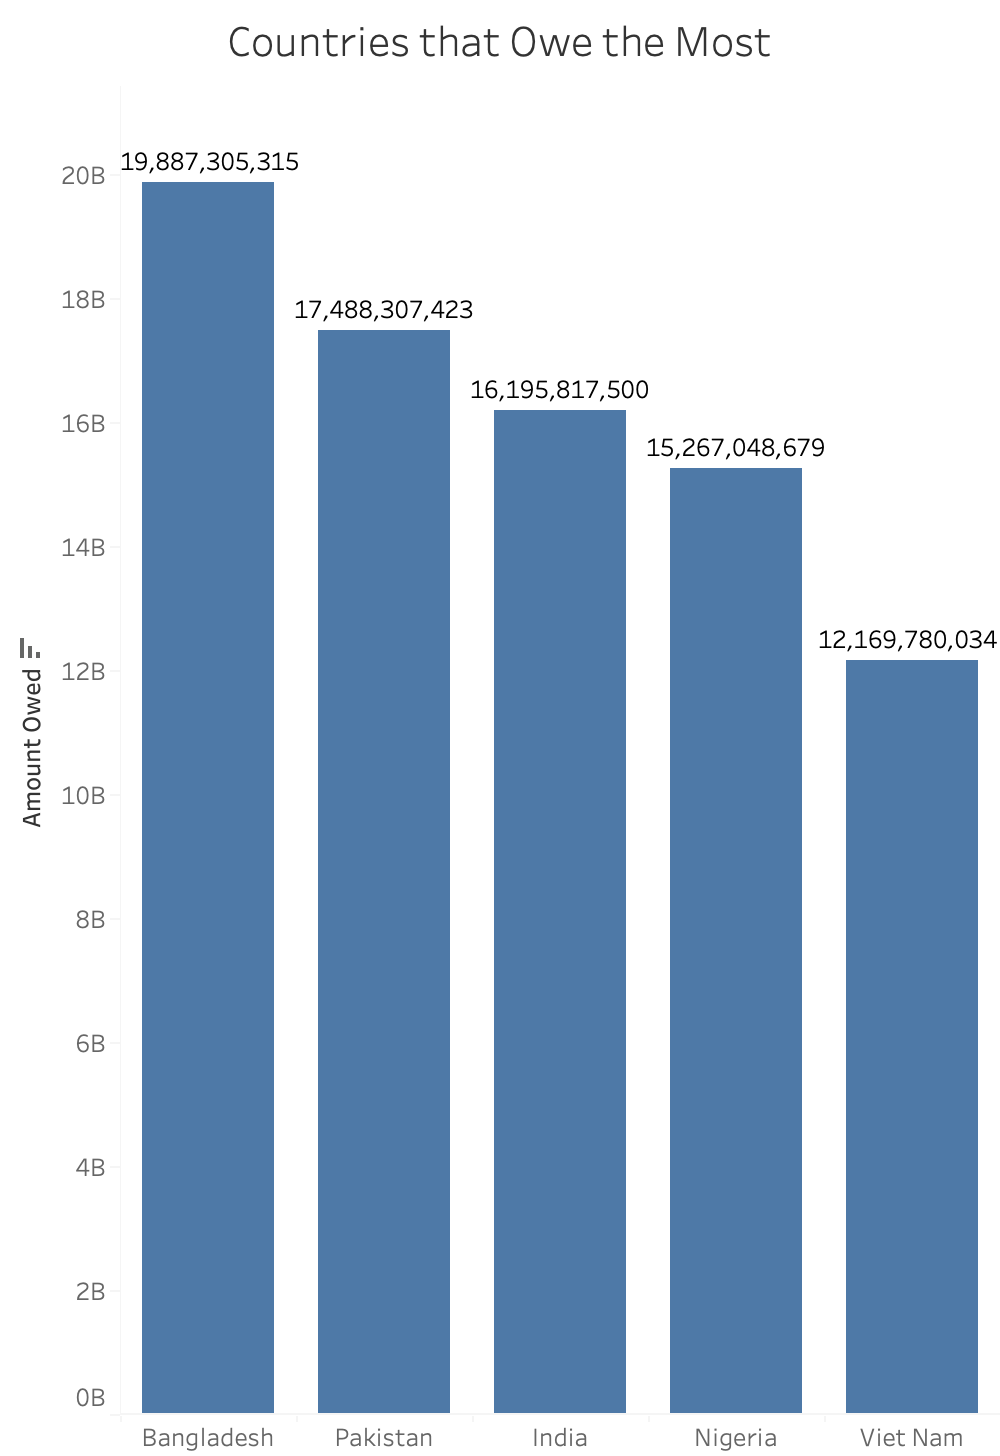 Countries that Owe the Most
Amount Owed
20B
18B
16B
14B
12B
10B
8B
6B
4B
2B
0B
19,887,305,315
17,488,307,423
16,195,817,500
15,267,048,679
12,169,780,034
Bangladesh
Pakistan
India
Nigeria
Viet Nam